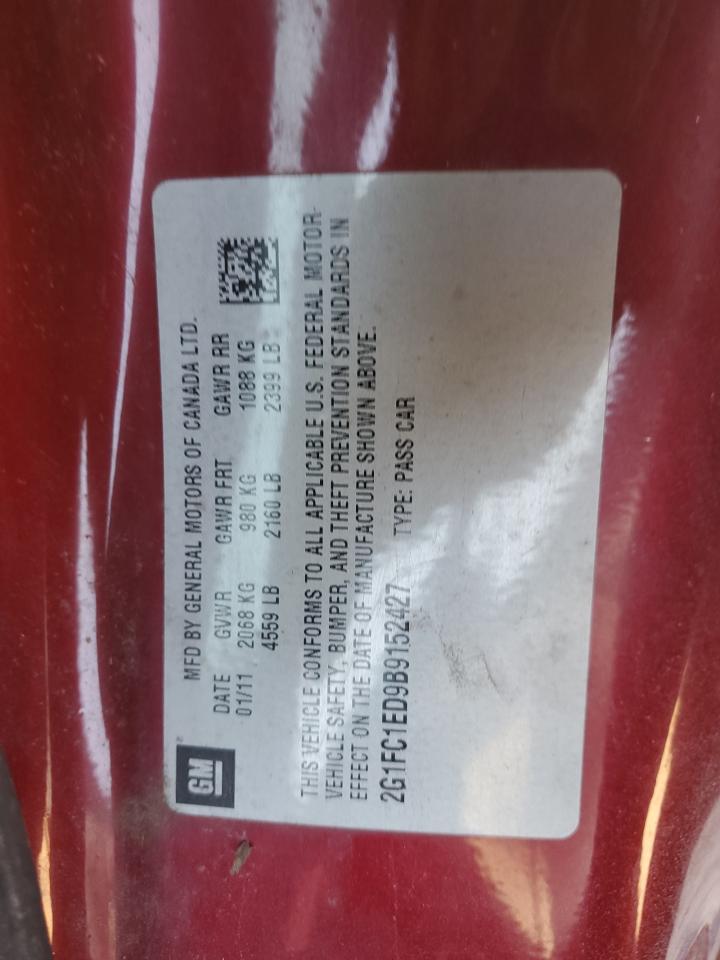 GM
MFD BY GENERAL MOTORS OF CANADA LTD.
DATE GVWR GAWR FRT GAWR RR
01/11 2068 KG 980 KG 1088 KG
4559 LB 2160 LB 2399 LB
THIS VEHICLE CONFORMS TO ALL APPLICABLE U.S. FEDERAL MOTOR
VEHICLE SAFETY, BUMPER, AND THEFT PREVENTION STANDARDS IN
EFFECT ON THE DATE OF MANUFACTURE SHOWN ABOVE.
2G1FC1ED9B9152427 TYPE: PASS CAR